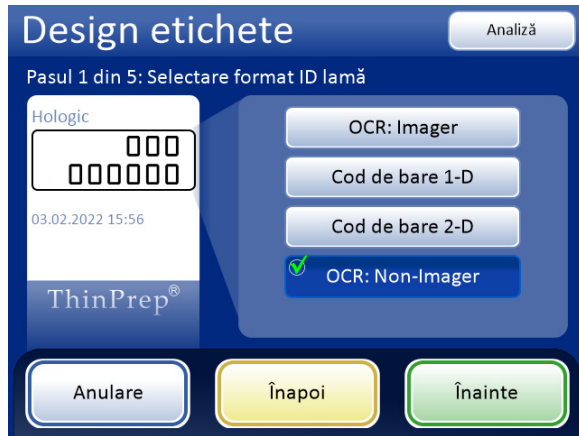 Design etichete
Analiză
Pasul 1 din 5: Selectare format ID lamă
Hologic
000
000000
03.02.2022 15:56
ThinPrep®
OCR: Imager
Cod de bare 1-D
Cod de bare 2-D
OCR: Non-Imager
Anulare
Înapoi
Înainte